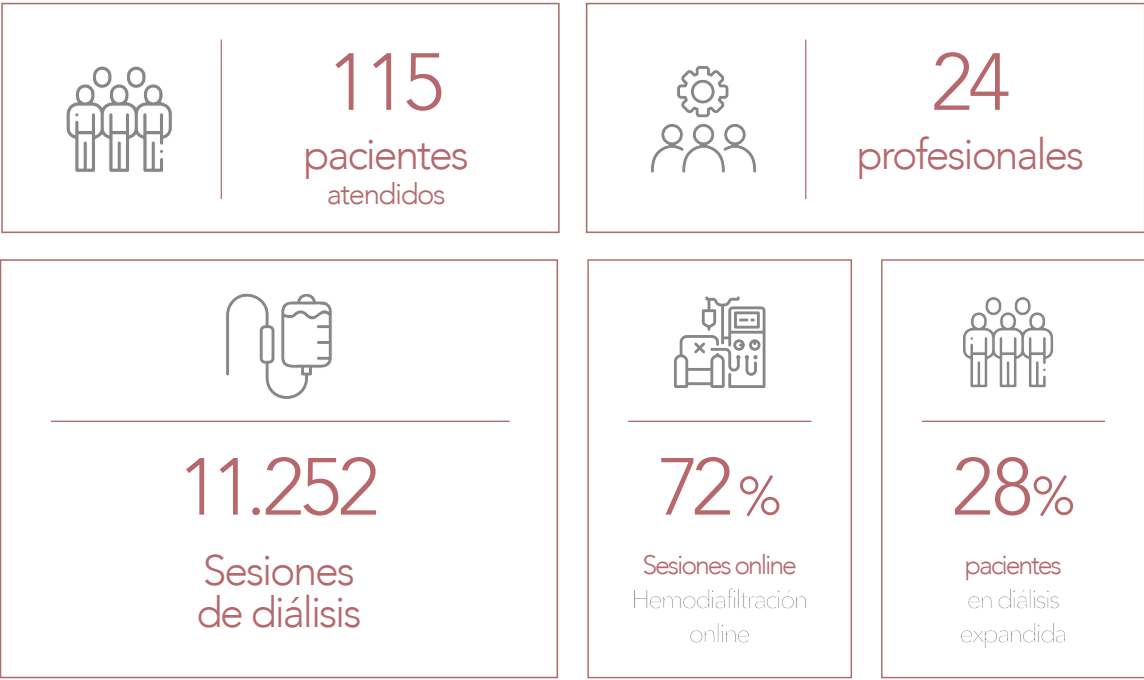 115
pacientes
atendidos
24
profesionales
11.252
Sesiones
de diálisis
72%
Sesiones online
Hemodiafiltración
online
28%
pacientes
en diálisis
expandida